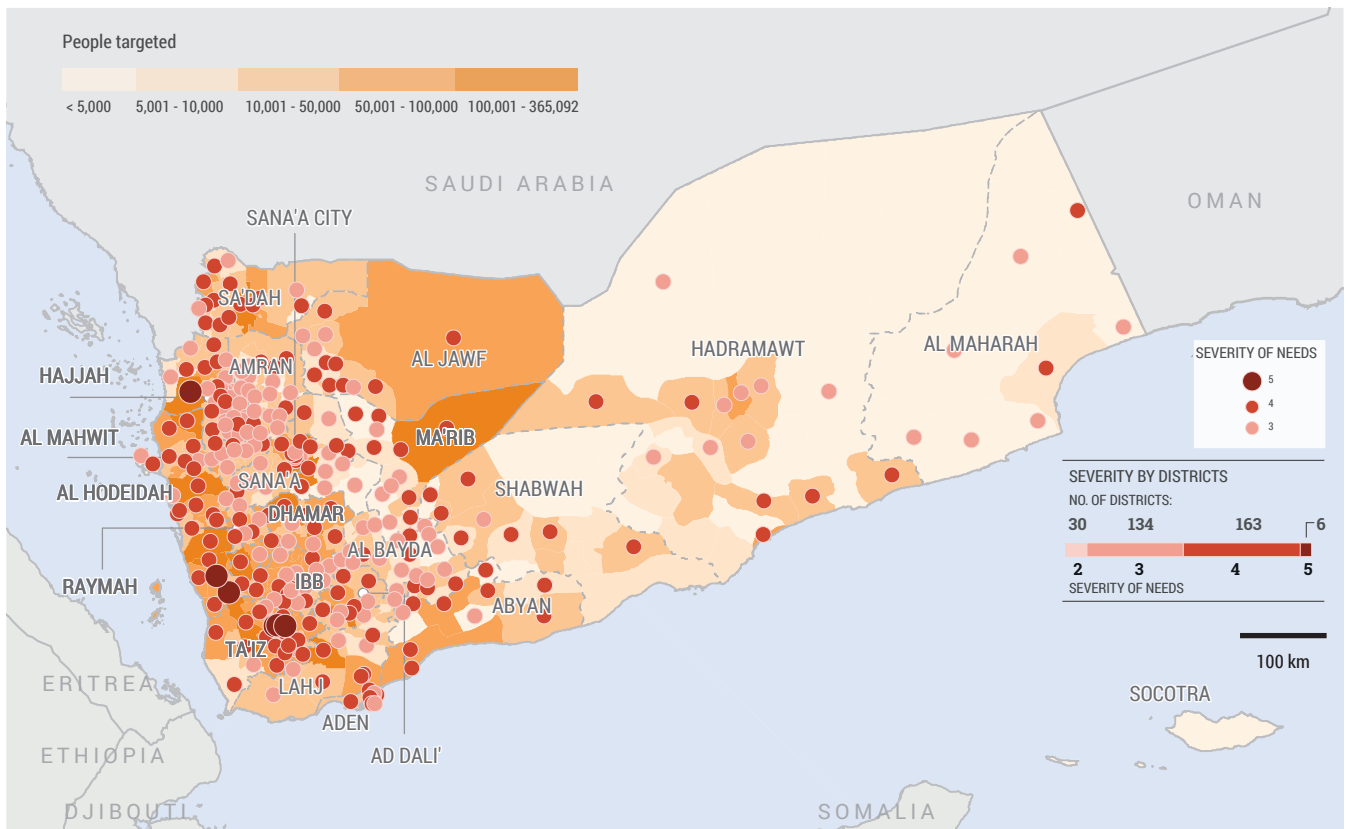 People targeted
< 5,000
5,001 - 10,000
10,001 - 50,000
50,001 - 100,000
100,001 - 365,092
SAUDI ARABIA
OMAN
SANA'A CITY
SA'DAH
AL JAWF
HADRAMAWT
AL MAHARAH
AMRAN
HAJJAH
MA'RIB
AL MAHWIT
SANA'A
SHABWAH
AL HODEIDAH
DHAMAR
AL BAYDA
RAYMAH
IBB
ABYAN
TA'IZ
LAHJ
ADEN
AD DALI'
SOCOTRA
ERITREA
ETHIOPIA
DJIBOUTI
SOMALIA
SEVERITY OF NEEDS
5
4
3
SEVERITY BY DISTRICTS
NO. OF DISTRICTS:
30 134 163 6
2 3 4 5
SEVERITY OF NEEDS
100 km